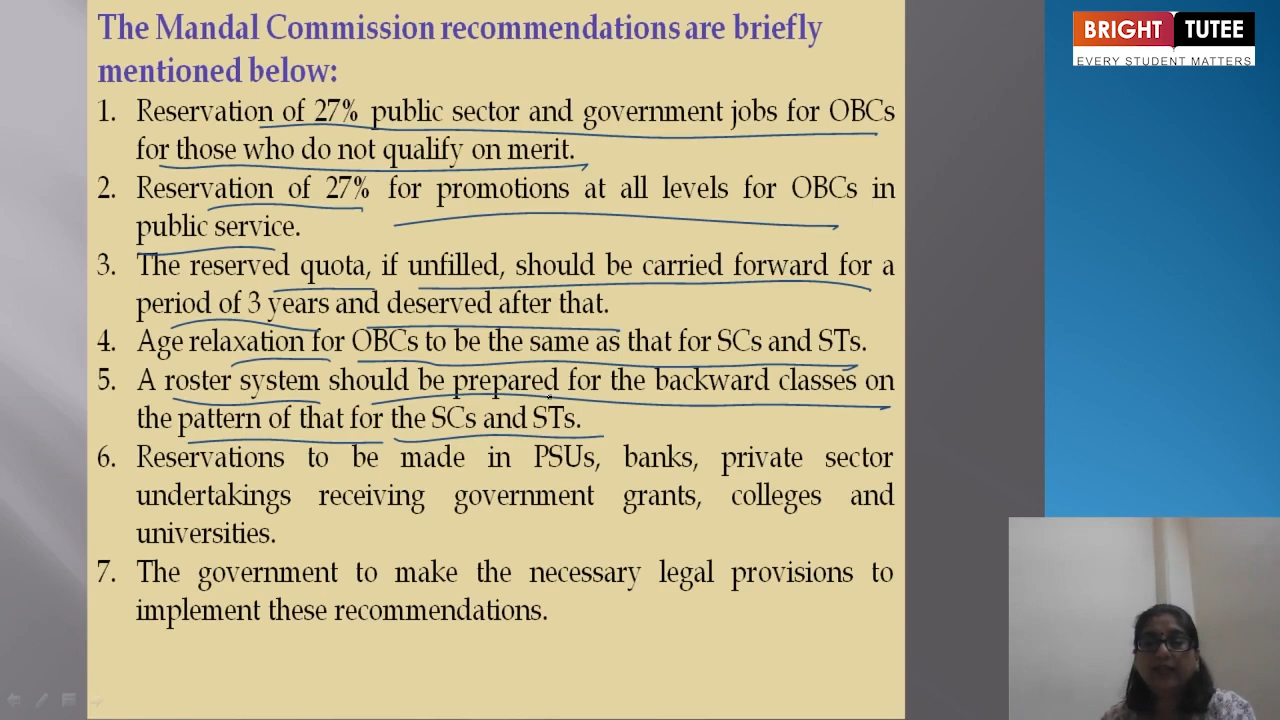 The Mandal Commission recommendations are briefly
mentioned below:
1. Reservation of 27% public sector and government jobs for OBCs
for those who do not qualify on merit.
2. Reservation of 27% for promotions at all levels for OBCs in
public service.
3. The reserved quota, if unfilled, should be carried forward for a
period of 3 years and deserved after that.
4. Age relaxation for OBCs to be the same as that for SCs and STs.
5. A roster system should be prepared for the backward classes on
the pattern of that for the SCs and STs.
6. Reservations to be made in PSUs, banks, private sector
undertakings receiving government grants, colleges and
universities.
7. The government to make the necessary legal provisions to
implement these recommendations.
BRIGHT TUTEE
EVERY STUDENT MATTERS